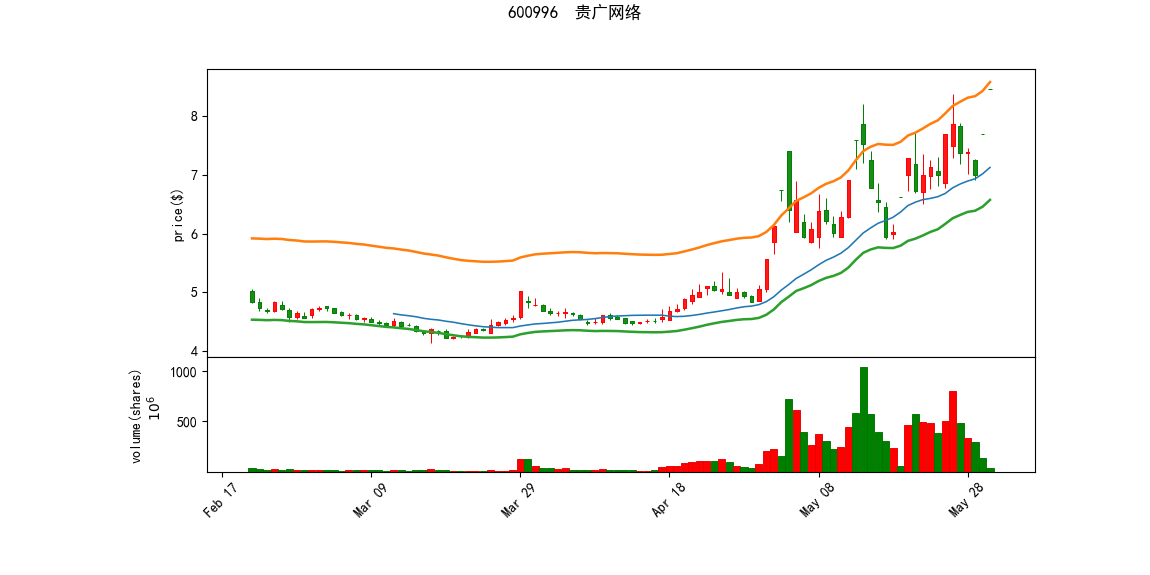 600996  贵广网络
price($)
8
7
6
5
4
volume(shares)
10^6
1000
500
Feb 17
Mar 09
Mar 29
Apr 18
May 08
May 28